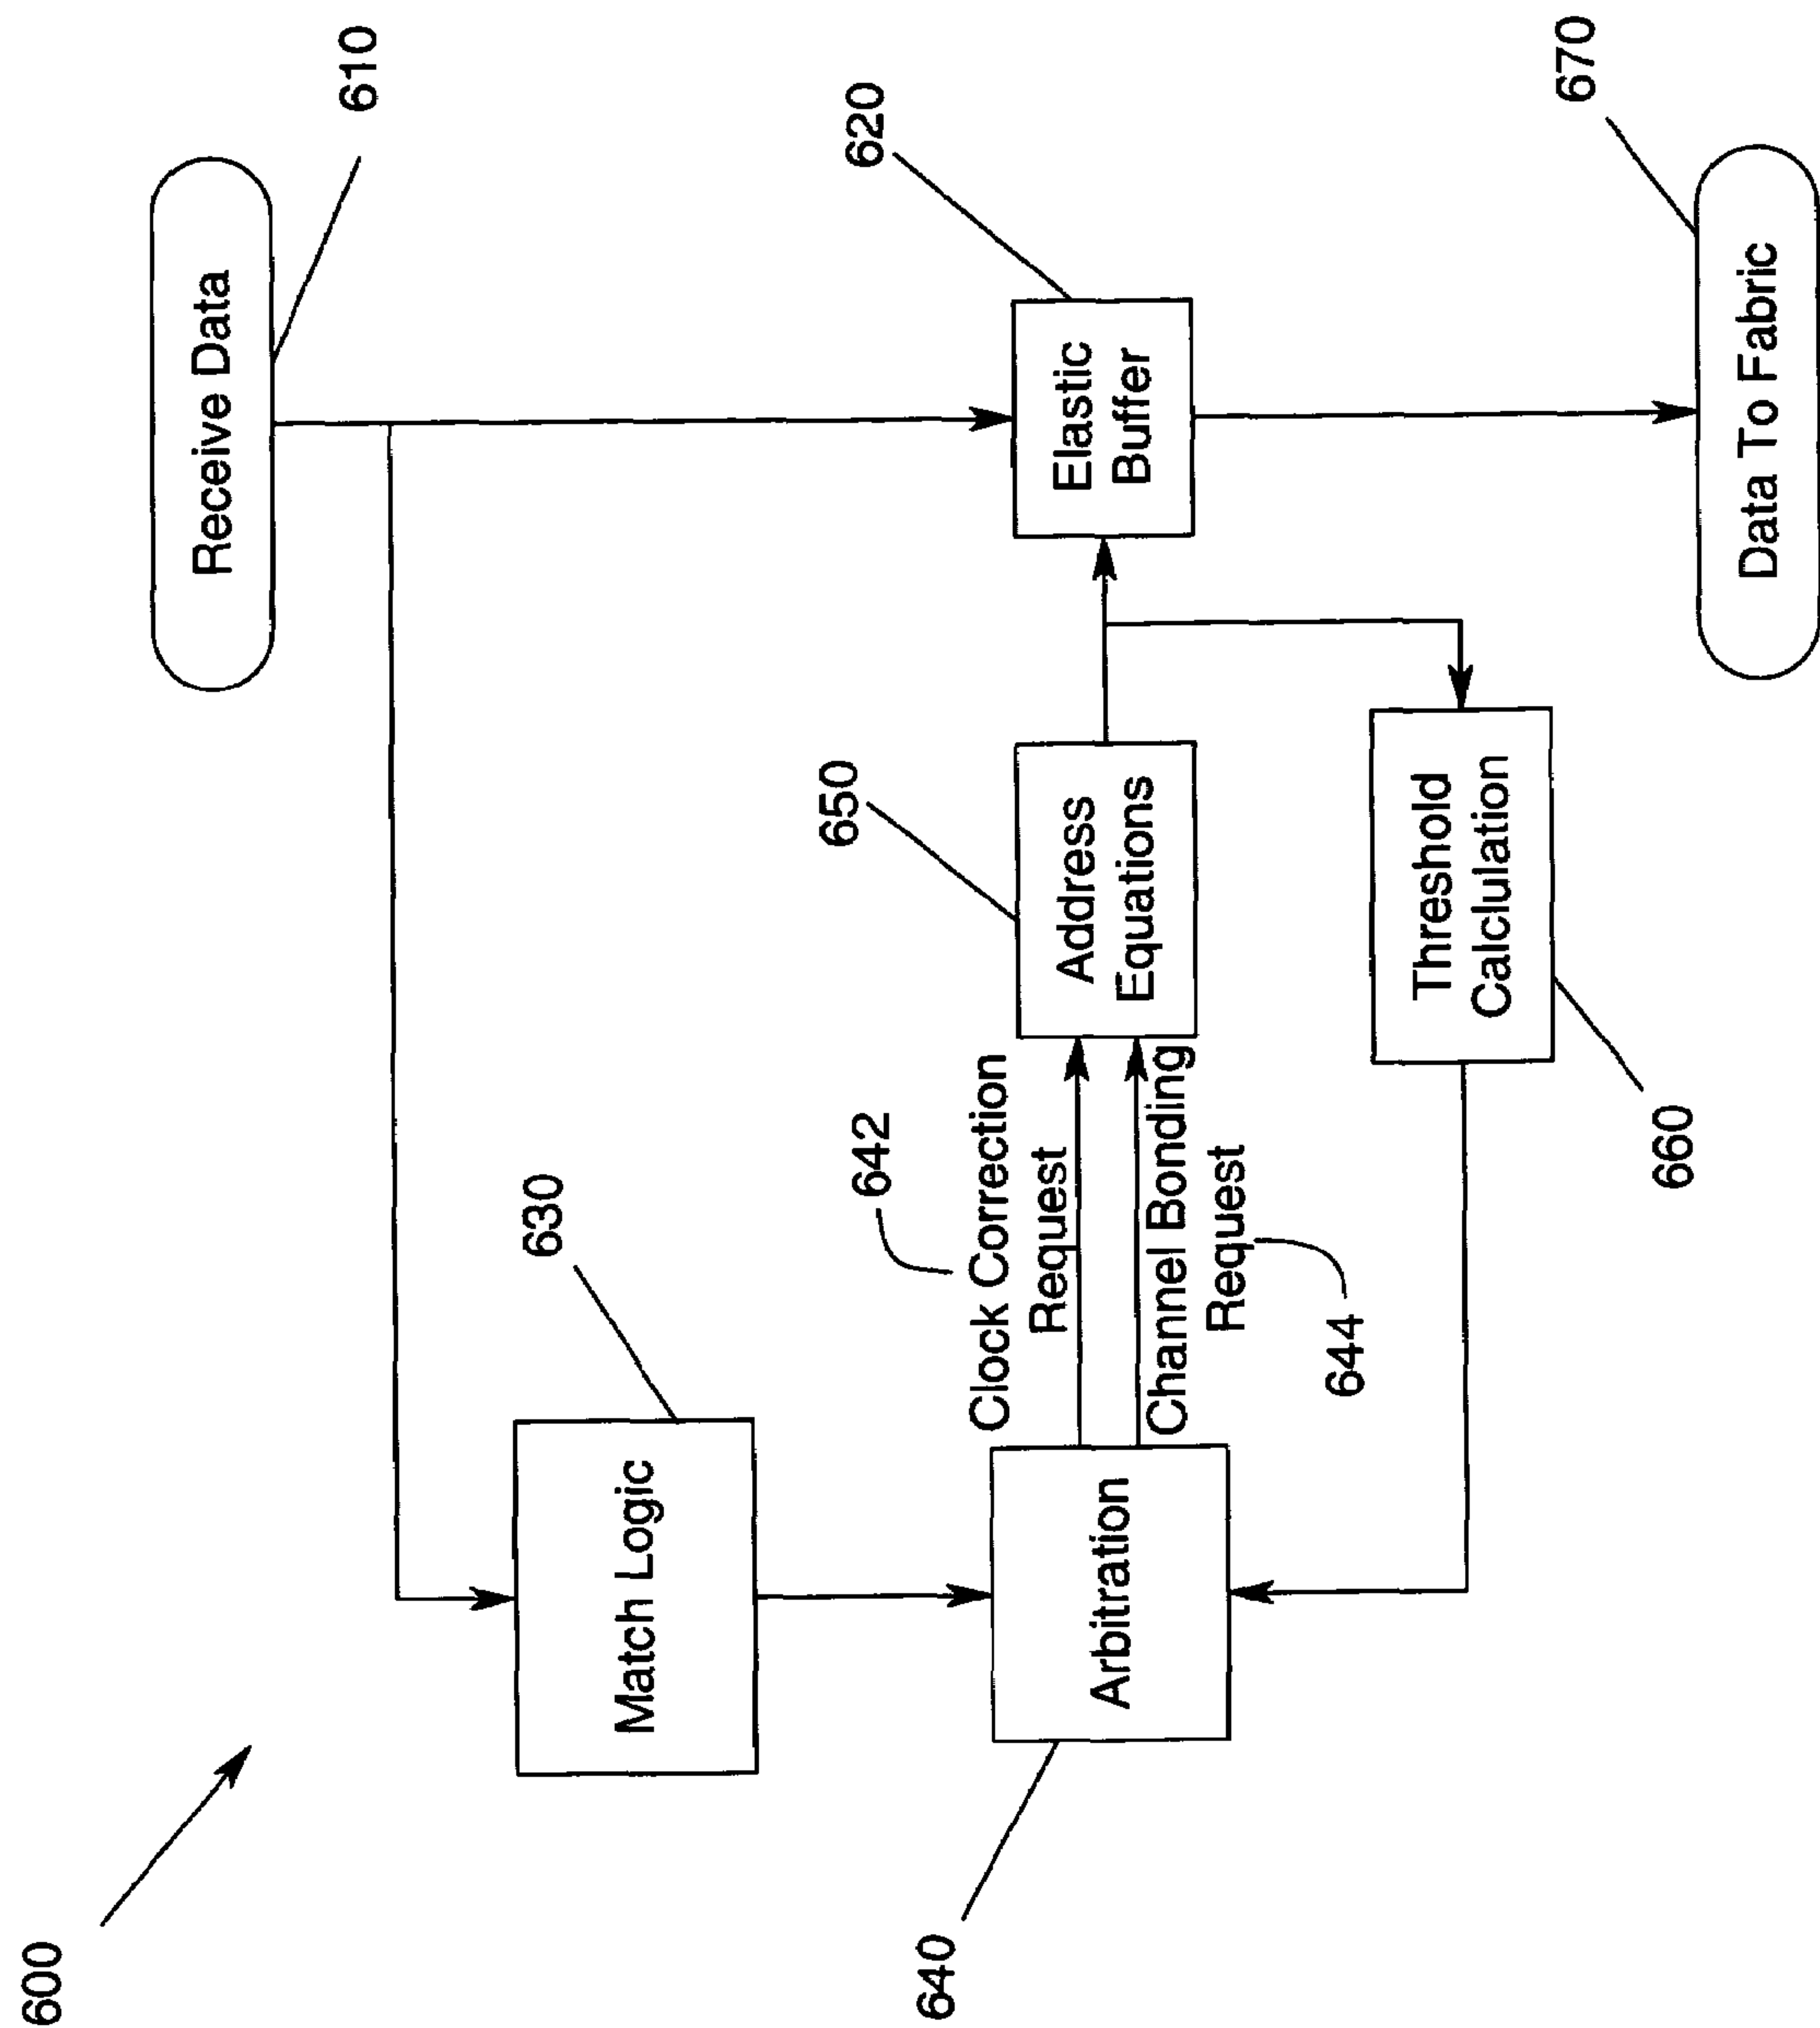 600
Receive Data
610
630
Match Logic
620
Elastic
Buffer
650
Address
Equations
642
Clock Correction
Request
Channel Bonding
Request
644
640
Arbitration
Threshold
Calclulation
660
670
Data To Fabric